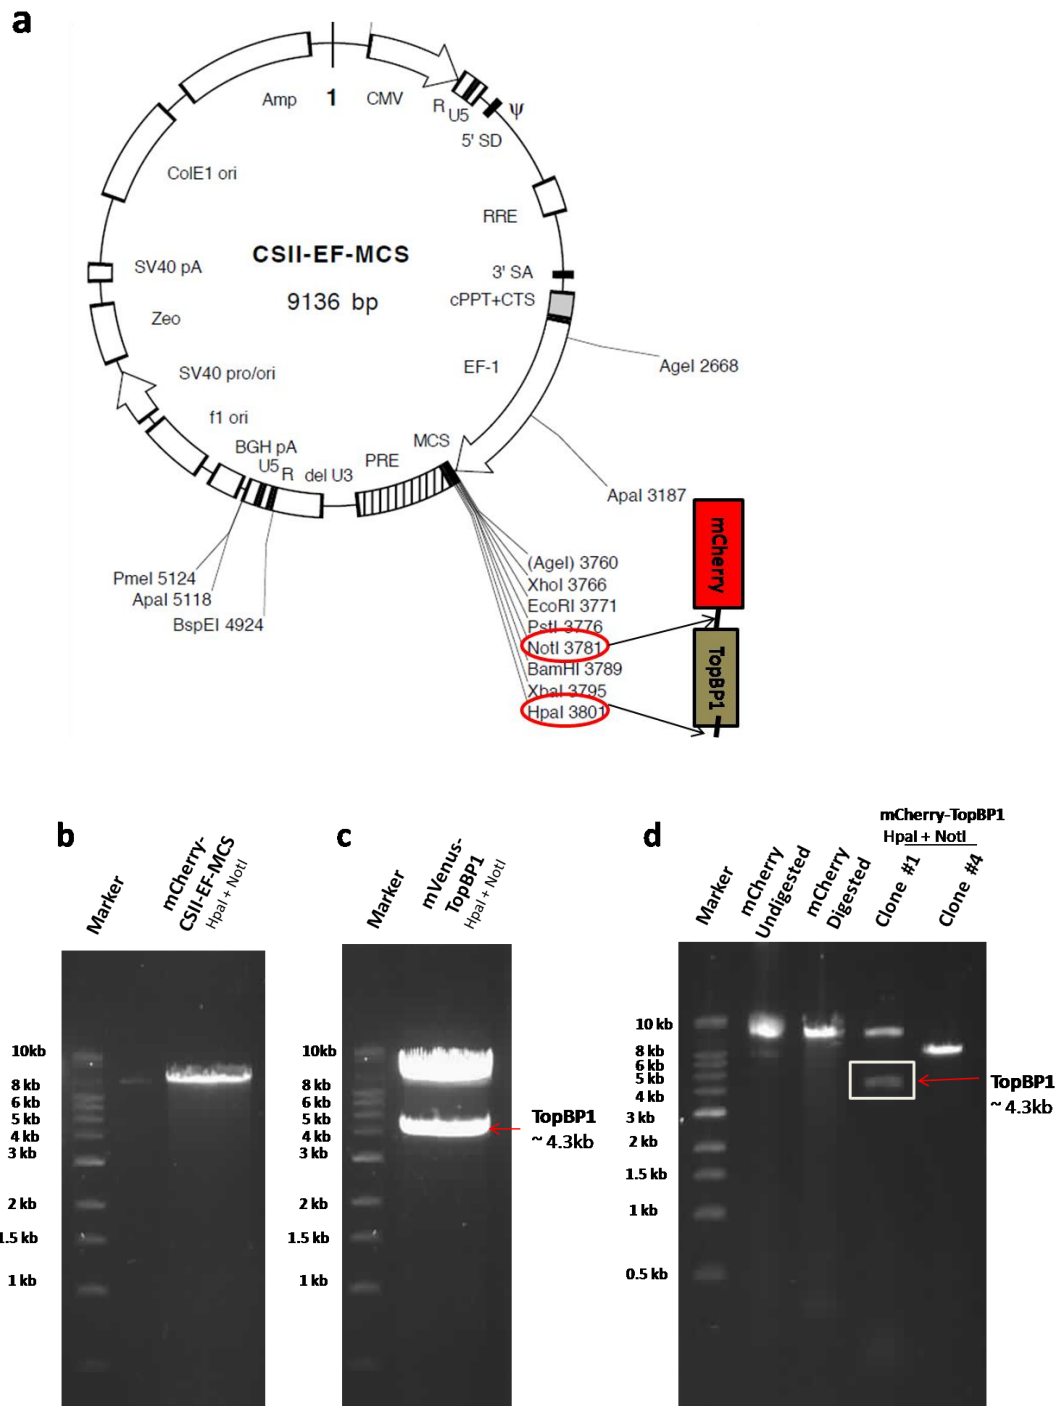 a
Amp
1
CMV
R
U5
ψ
5' SD
ColE1 ori
RRE
CSII-EF-MCS
9136 bp
SV40 pA
3' SA
cPPT+CTS
Zeo
EF-1
AgeI 2668
SV40 pro/ori
f1 ori
BGH pA
U5
R
del U3
PRE
MCS
ApaI 3187
PmeI 5124
ApaI 5118
BspEI 4924
(AgeI) 3760
XhoI 3766
EcoRI 3771
PstI 3776
NotI 3781
BamHI 3789
XbaI 3795
HpaI 3801
mCherry
TopBP1
b
Marker
mCherry-
CSII-EF-MCS
HpaI + NotI
10kb
8 kb
6 kb
5 kb
4 kb
3 kb
2 kb
1.5 kb
1 kb
c
Marker
mVenus-
TopBP1
HpaI + NotI
10kb
8 kb
6 kb
5 kb
4 kb
3 kb
2 kb
1.5 kb
1 kb
TopBP1
~ 4.3kb
d
Marker
mCherry
Undigested
mCherry
Digested
mCherry-TopBP1
HpaI + NotI
Clone #1
Clone #4
10 kb
8 kb
6 kb
5 kb
4 kb
3 kb
2 kb
1.5 kb
1 kb
0.5 kb
TopBP1
~ 4.3kb